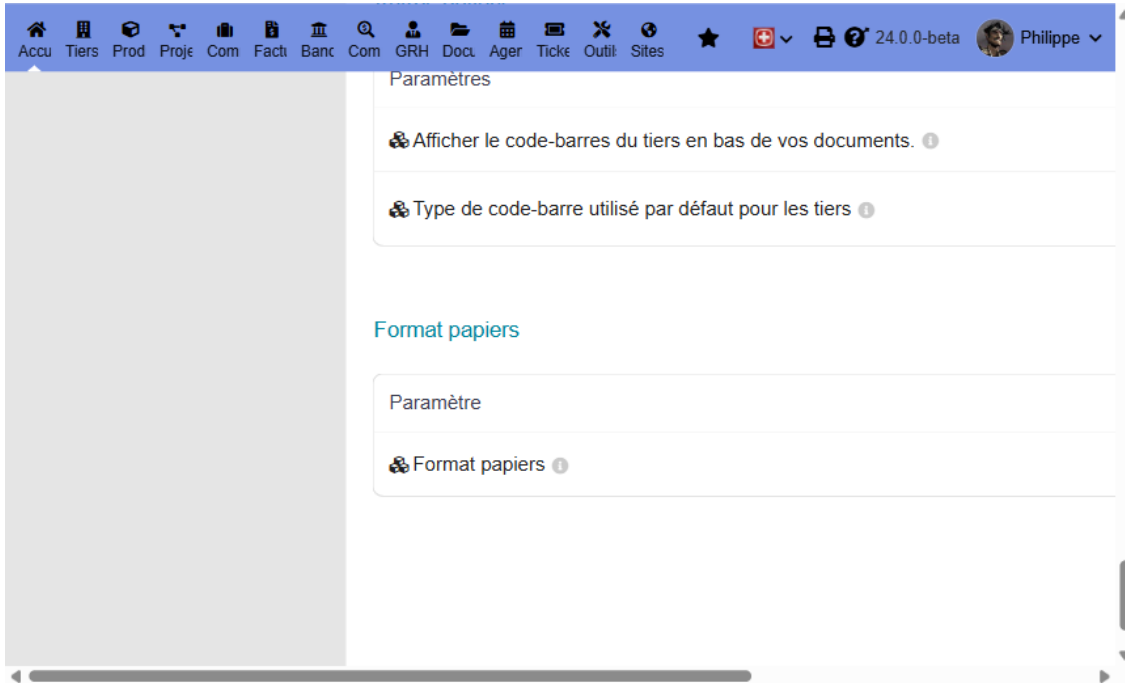 Accu Tiers Prod Proje Com Factu Banc Com GRH Docu Ager Ticke Outil Sites 24.0.0-beta Philippe
Paramètres
Afficher le code-barres du tiers en bas de vos documents.
Type de code-barre utilisé par défaut pour les tiers
Format papiers
Paramètre
Format papiers